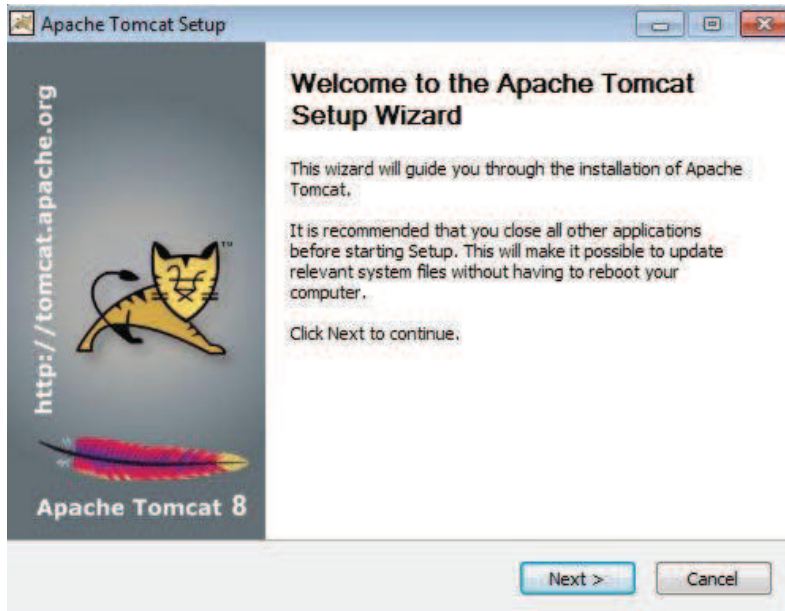 Apache Tomcat Setup
http://tomcat.apache.org
TM
Apache Tomcat 8
Welcome to the Apache Tomcat
Setup Wizard
This wizard will guide you through the installation of Apache
Tomcat.
It is recommended that you close all other applications
before starting Setup. This will make it possible to update
relevant system files without having to reboot your
computer.
Click Next to continue.
Next >
Cancel